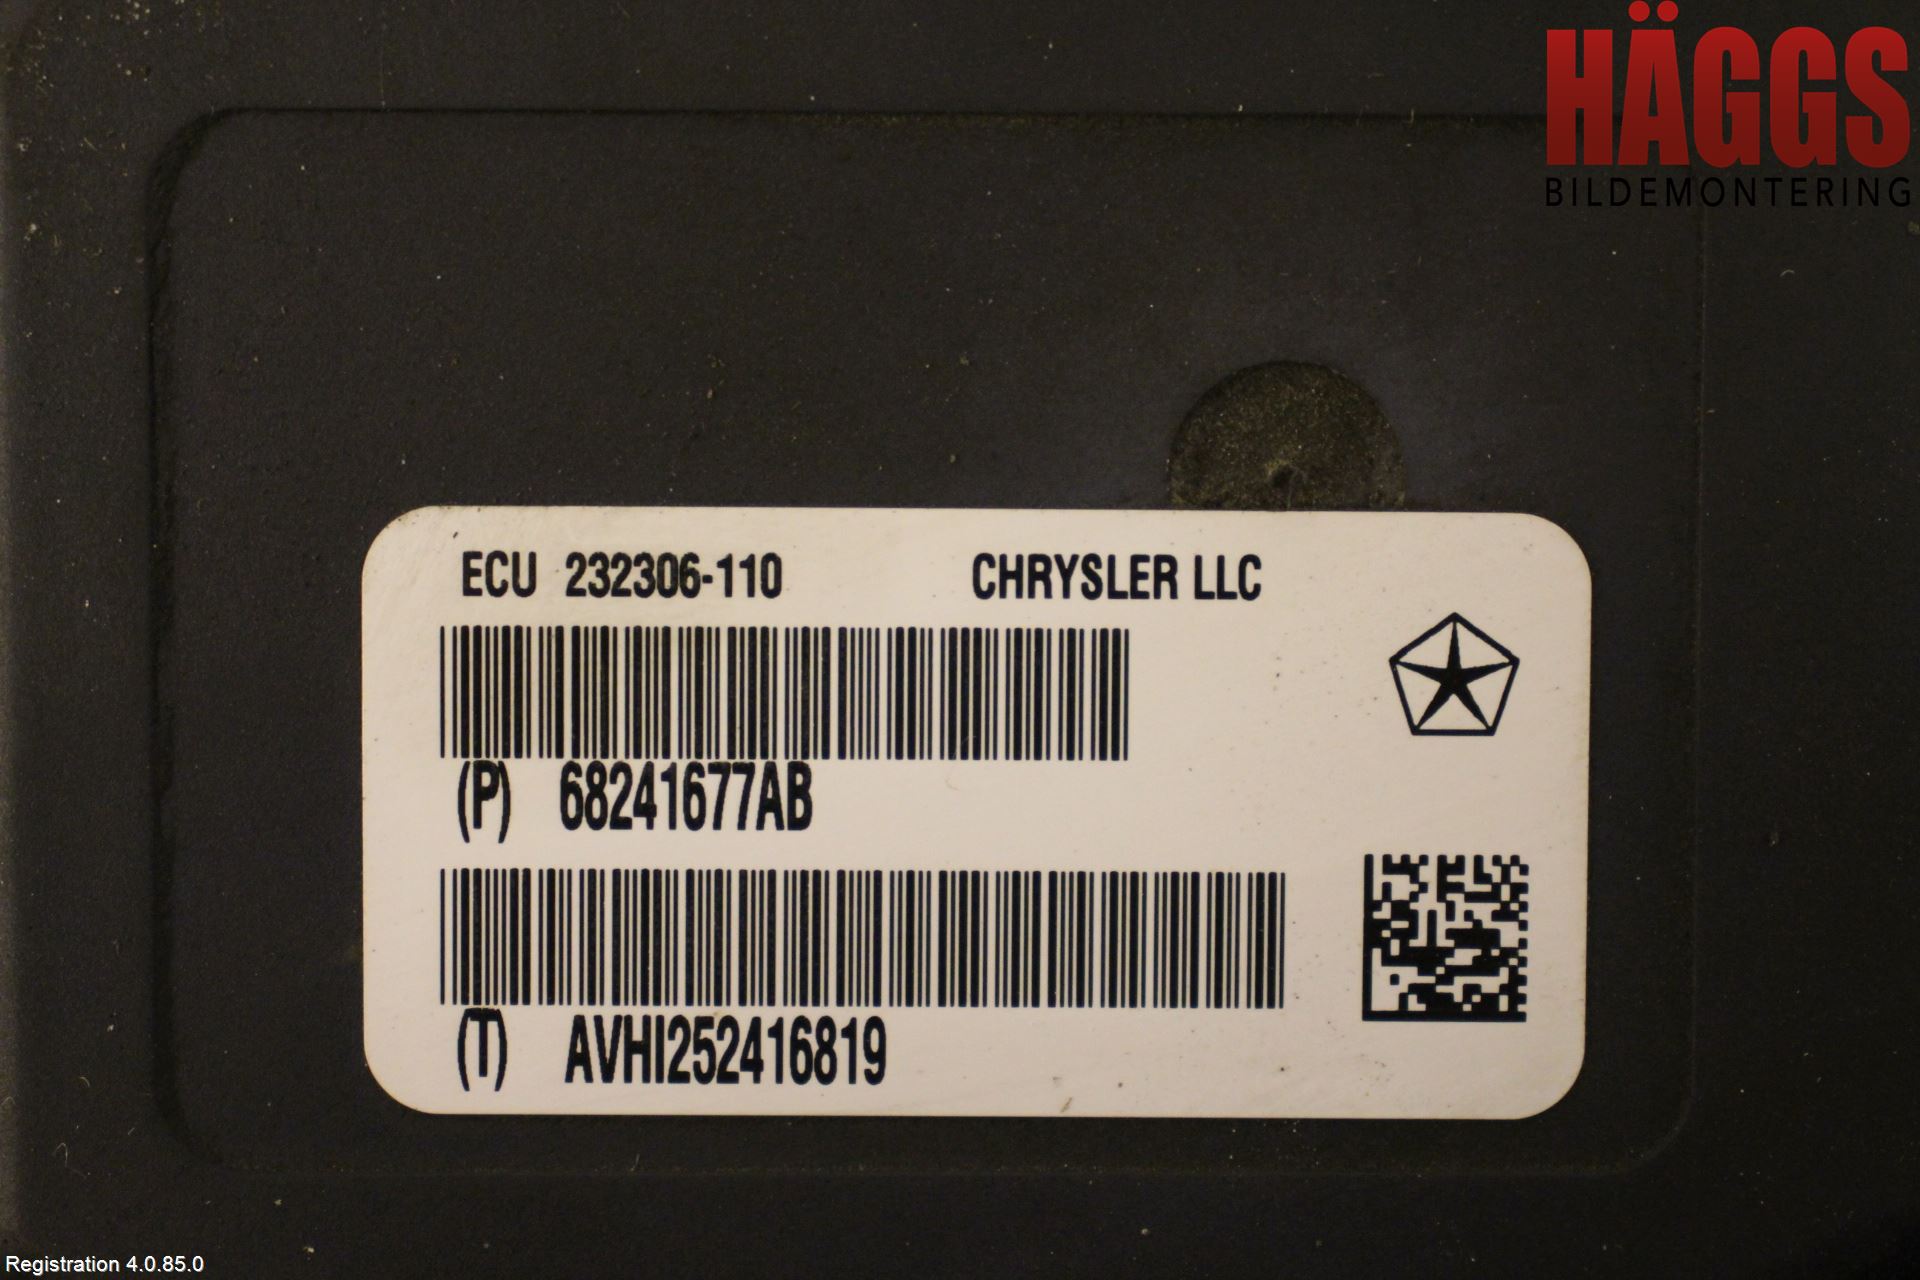 HÄGGS
BILDEMONTERING
ECU 232306-110 CHRYSLER LLC
(P) 68241677AB
(T) AVHI252416819
Registration 4.0.85.0